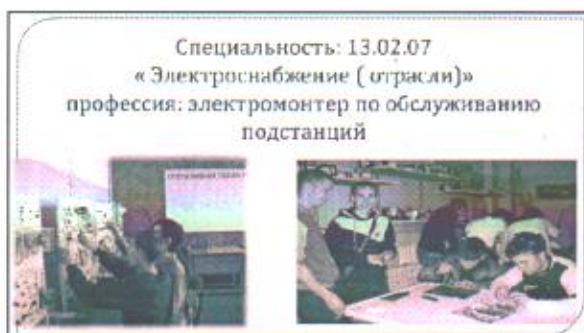 Специальность: 13.02.07
« Электроснабжение ( отрасли)»
профессия: электромонтер по обслуживанию
подстанций